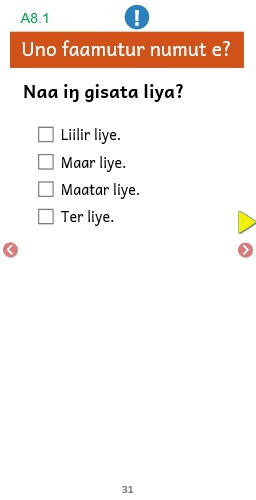 A8.1
!
Uno faamutur numut e?
Naa iŋ gisata liya?
Liilir liye.
Maar liye.
Maatar liye.
Ter liye.
31